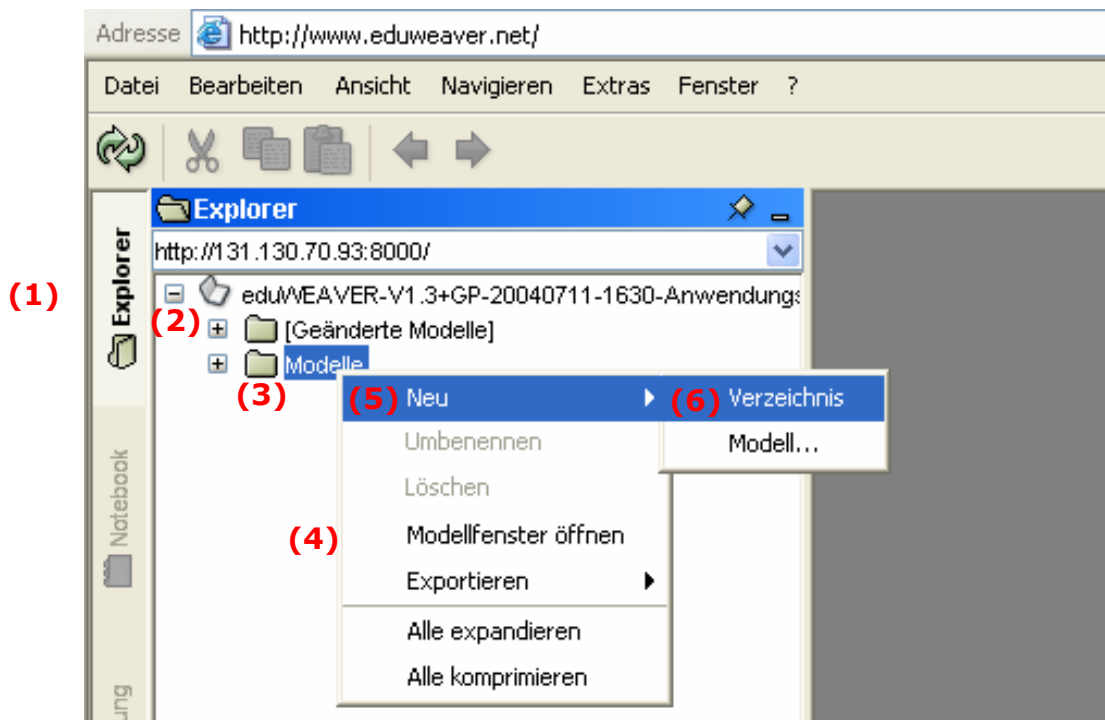 Adresse http://www.eduweaver.net/
Datei Bearbeiten Ansicht Navigieren Extras Fenster ?
Explorer
http://131.130.70.93:8000/
(1) Explorer
eduWEAVER-V1.3+GP-20040711-1630-Anwendungs
(2) [Geänderte Modelle]
Modelle
(3)
(5) Neu (6) Verzeichnis
Umbenennen Modell...
Löschen
Notebook
(4) Modellfenster öffnen
Exportieren
Alle expandieren
Alle komprimieren
ung